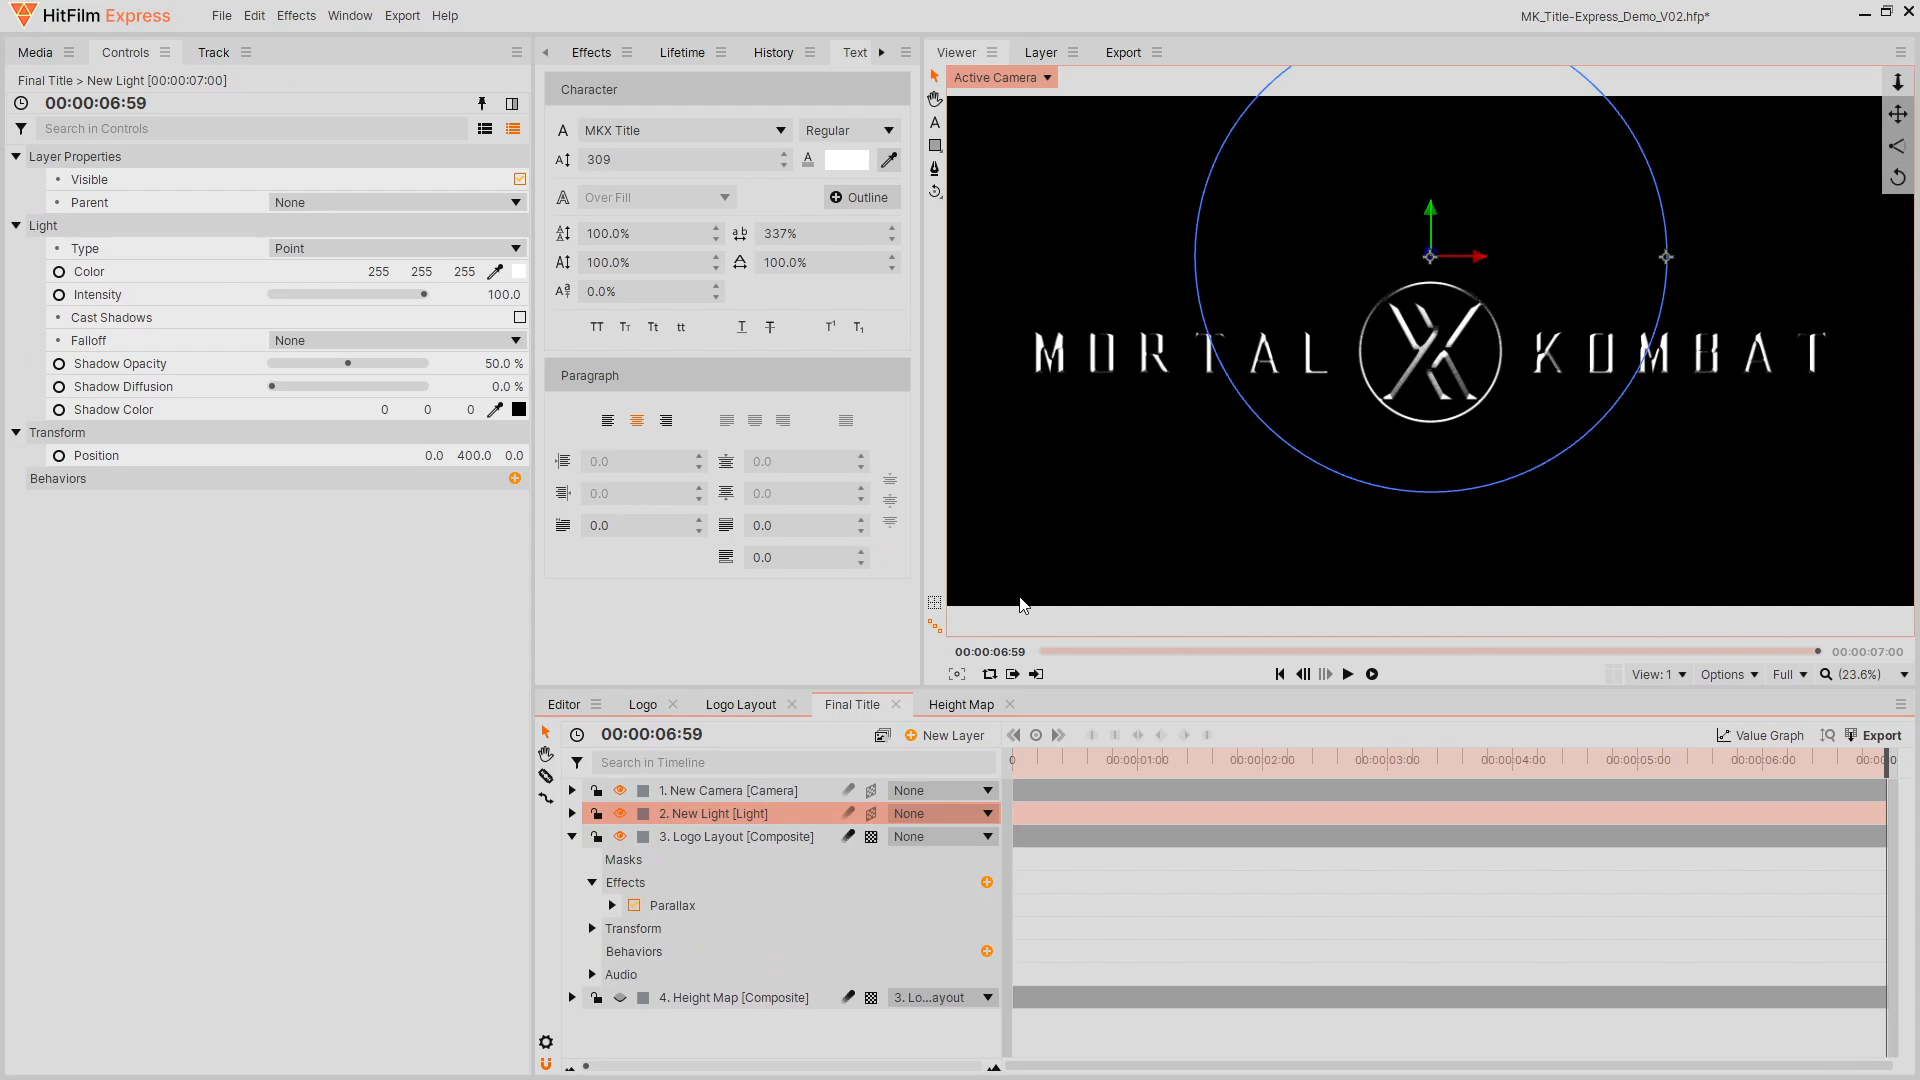 HitFilm Express
File Edit Effects Window Export Help
MK_Title-Express_Demo_V02.hfp*
Media Controls Track
Effects Lifetime History Text
Viewer Layer Export
Final Title > New Light [00:00:07:00]
00:00:06:59
Search in Controls
Layer Properties
Visible
Parent None
Light
Type Point
Color 255 255 255
Intensity 100.0
Cast Shadows
Falloff None
Shadow Opacity 50.0 %
Shadow Diffusion 0.0 %
Shadow Color 0 0 0
Transform
Position 0.0 400.0 0.0
Behaviors
Character
MKX Title Regular
309
Over Fill Outline
100.0% 337%
100.0% 100.0%
0.0%
TT Tt Tt tt T T T¹ T₁
Paragraph
0.0 0.0
0.0 0.0
0.0 0.0
0.0
Active Camera
MORTAL X KOMBAT
00:00:06:59 00:00:07:00
View: 1 Options Full (23.6%)
Editor Logo Logo Layout Final Title Height Map
00:00:06:59 New Layer Value Graph Export
Search in Timeline
0 00:00:01:00 00:00:02:00 00:00:03:00 00:00:04:00 00:00:05:00 00:00:06:00 00:00:0
1. New Camera [Camera] None
2. New Light [Light] None
3. Logo Layout [Composite] None
Masks
Effects
Parallax
Transform
Behaviors
Audio
4. Height Map [Composite] 3. Lo...ayout